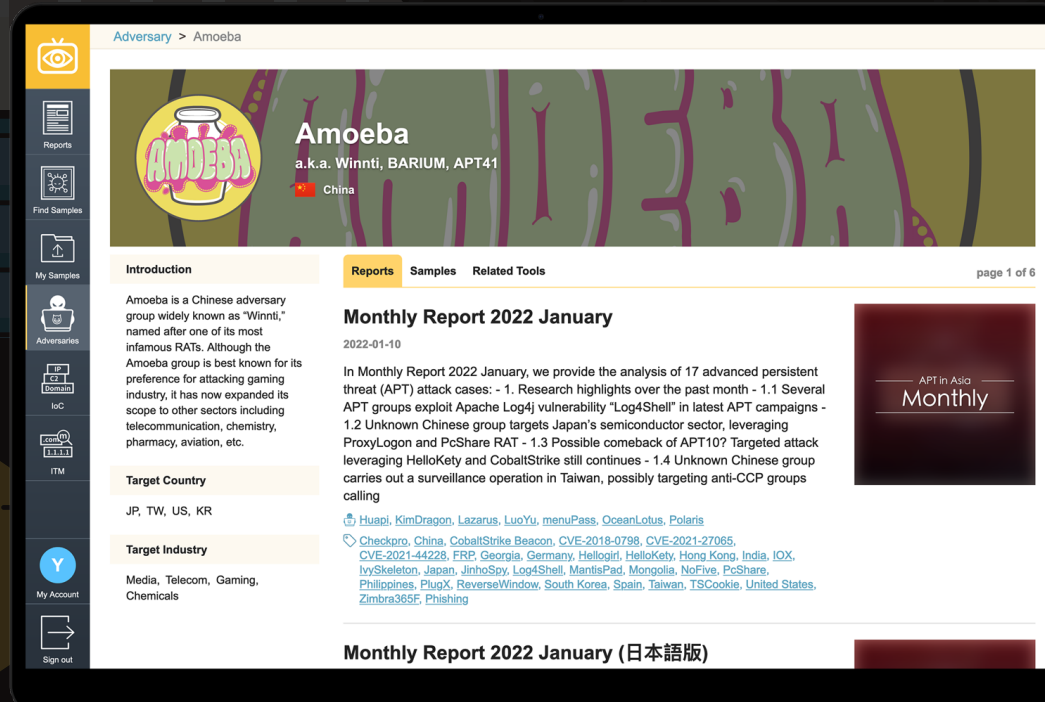 Adversary > Amoeba
AMOEBA
AMOEBA
Amoeba
a.k.a. Winnti, BARIUM, APT41
China
Reports
Find Samples
My Samples
Adversaries
IP
C2
Domain
IoC
.com
m
1.1.1.1
ITM
Y
My Account
Sign out
Introduction
Amoeba is a Chinese adversary
group widely known as “Winnti,”
named after one of its most
infamous RATs. Although the
Amoeba group is best known for its
preference for attacking gaming
industry, it has now expanded its
scope to other sectors including
telecommunication, chemistry,
pharmacy, aviation, etc.
Target Country
JP, TW, US, KR
Target Industry
Media, Telecom, Gaming,
Chemicals
Reports Samples Related Tools
page 1 of 6
Monthly Report 2022 January
2022-01-10
In Monthly Report 2022 January, we provide the analysis of 17 advanced persistent
threat (APT) attack cases: - 1. Research highlights over the past month - 1.1 Several
APT groups exploit Apache Log4j vulnerability “Log4Shell” in latest APT campaigns -
1.2 Unknown Chinese group targets Japan’s semiconductor sector, leveraging
ProxyLogon and PcShare RAT - 1.3 Possible comeback of APT10? Targeted attack
leveraging HelloKety and CobaltStrike still continues - 1.4 Unknown Chinese group
carries out a surveillance operation in Taiwan, possibly targeting anti-CCP groups
calling
Huapi, KimDragon, Lazarus, LuoYu, menuPass, OceanLotus, Polaris
Checkpro, China, CobaltStrike Beacon, CVE-2018-0798, CVE-2021-27065,
CVE-2021-44228, FRP, Georgia, Germany, Hellogirl, HelloKety, Hong Kong, India, IOX,
IvySkeleton, Japan, JinhoSpy, Log4Shell, MantisPad, Mongolia, NoFive, PcShare,
Philippines, PlugX, ReverseWindow, South Korea, Spain, Taiwan, TSCookie, United States,
Zimbra365F, Phishing
APT in Asia
Monthly
Monthly Report 2022 January (日本語版)